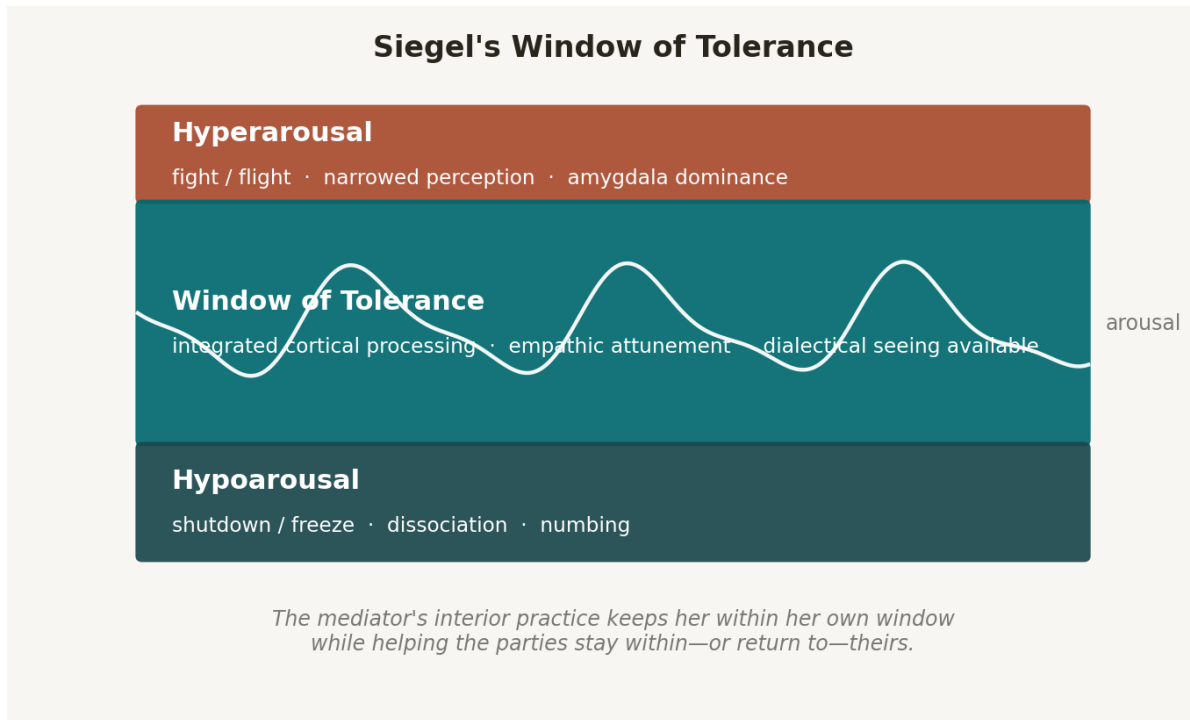 Siegel's Window of Tolerance
Hyperarousal
fight / flight · narrowed perception · amygdala dominance
Window of Tolerance
integrated cortical processing · empathic attunement · dialectical seeing available
arousal
Hypoarousal
shutdown / freeze · dissociation · numbing
The mediator's interior practice keeps her within her own window
while helping the parties stay within—or return to—theirs.